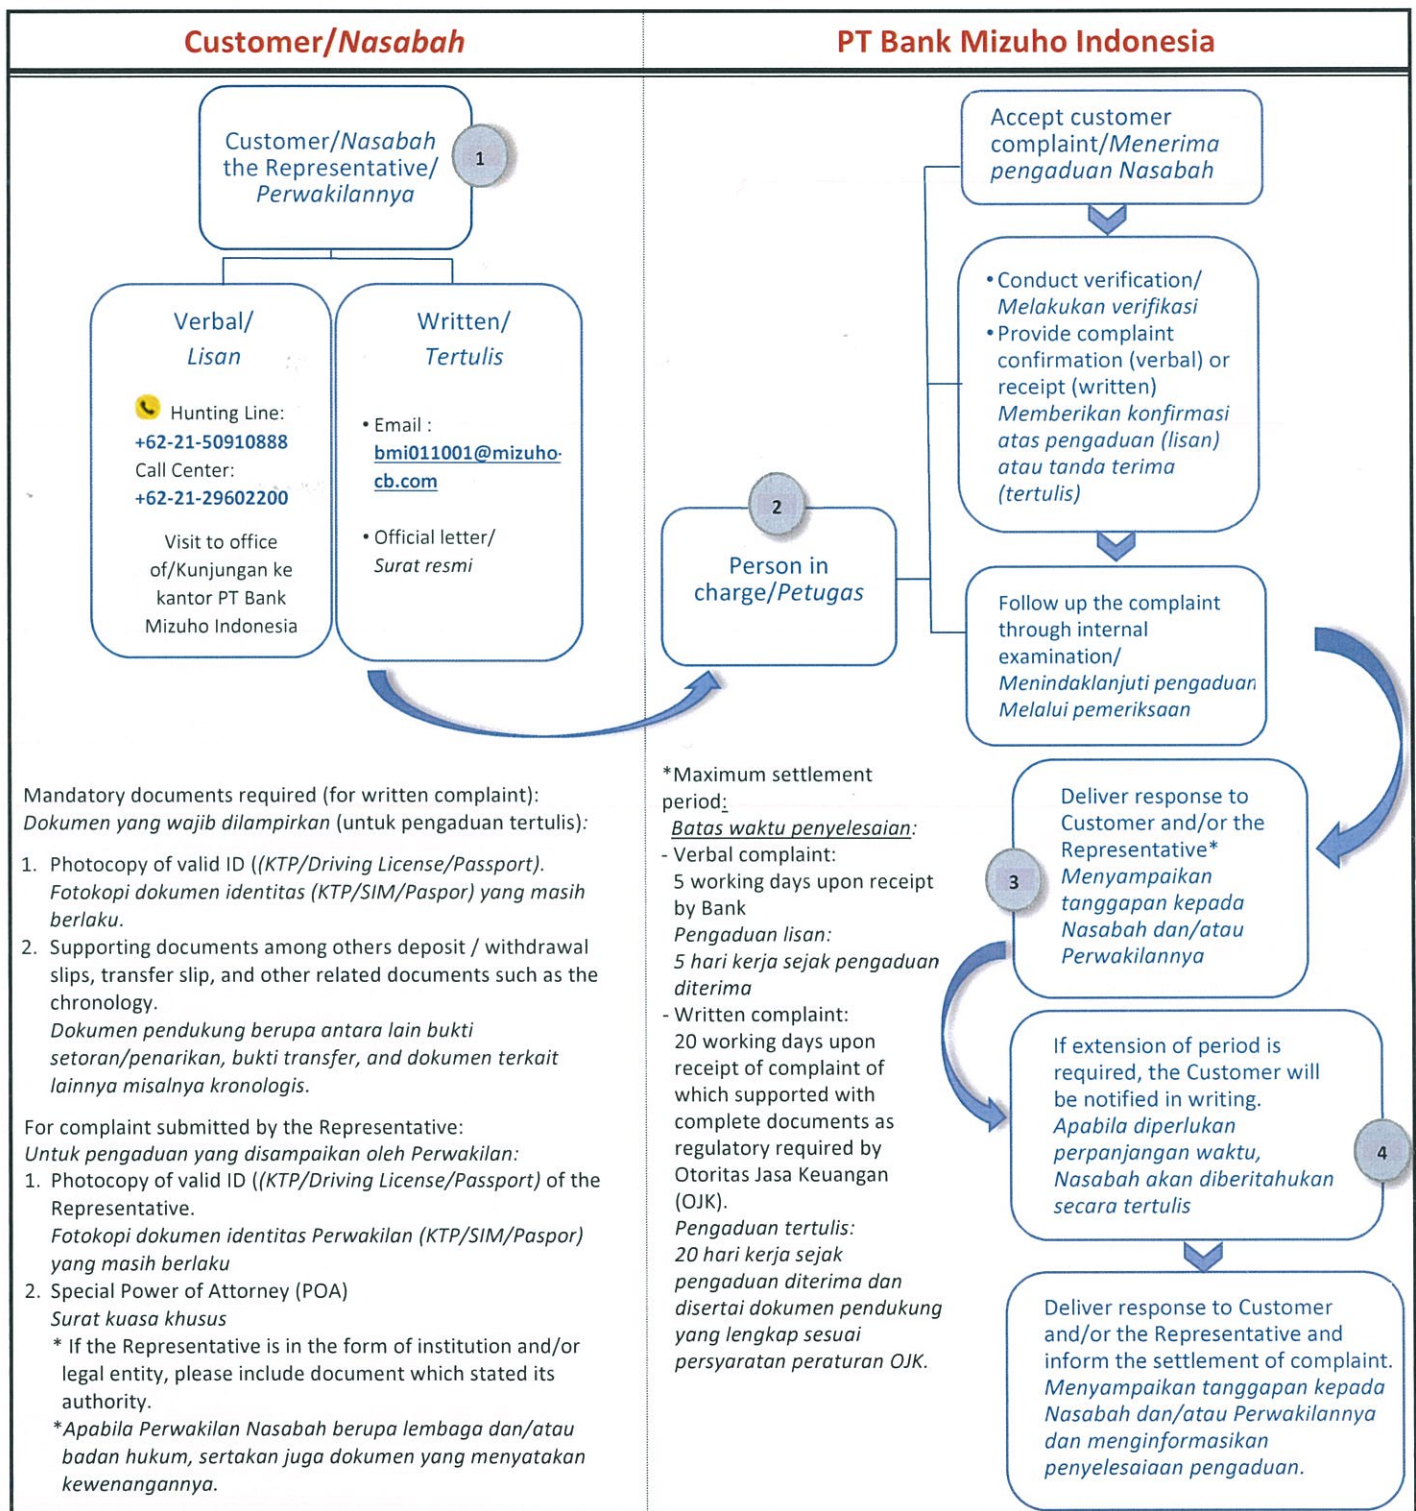 Customer/Nasabah
PT Bank Mizuho Indonesia
Customer/Nasabah
the Representative/
Perwakilannya
1
Verbal/
Lisan
Hunting Line:
+62-21-50910888
Call Center:
+62-21-29602200
Visit to office
of/Kunjungan ke
kantor PT Bank
Mizuho Indonesia
Written/
Tertulis
• Email :
bmi011001@mizuho-
cb.com
• Official letter/
Surat resmi
Mandatory documents required (for written complaint):
Dokumen yang wajib dilampirkan (untuk pengaduan tertulis):
1. Photocopy of valid ID ((KTP/Driving License/Passport).
Fotokopi dokumen identitas (KTP/SIM/Paspor) yang masih
berlaku.
2. Supporting documents among others deposit / withdrawal
slips, transfer slip, and other related documents such as the
chronology.
Dokumen pendukung berupa antara lain bukti
setoran/penarikan, bukti transfer, and dokumen terkait
lainnya misalnya kronologis.
For complaint submitted by the Representative:
Untuk pengaduan yang disampaikan oleh Perwakilan:
1. Photocopy of valid ID ((KTP/Driving License/Passport) of the
Representative.
Fotokopi dokumen identitas Perwakilan (KTP/SIM/Paspor)
yang masih berlaku
2. Special Power of Attorney (POA)
Surat kuasa khusus
* If the Representative is in the form of institution and/or
legal entity, please include document which stated its
authority.
*Apabila Perwakilan Nasabah berupa lembaga dan/atau
badan hukum, sertakan juga dokumen yang menyatakan
kewenangannya.
2
Person in
charge/Petugas
Accept customer
complaint/Menerima
pengaduan Nasabah
• Conduct verification/
Melakukan verifikasi
• Provide complaint
confirmation (verbal) or
receipt (written)
Memberikan konfirmasi
atas pengaduan (lisan)
atau tanda terima
(tertulis)
Follow up the complaint
through internal
examination/
Menindaklanjuti pengaduan
Melalui pemeriksaan
*Maximum settlement
period:
Batas waktu penyelesaian:
- Verbal complaint:
5 working days upon receipt
by Bank
Pengaduan lisan:
5 hari kerja sejak pengaduan
diterima
- Written complaint:
20 working days upon
receipt of complaint of
which supported with
complete documents as
regulatory required by
Otoritas Jasa Keuangan
(OJK).
Pengaduan tertulis:
20 hari kerja sejak
pengaduan diterima dan
disertai dokumen pendukung
yang lengkap sesuai
persyaratan peraturan OJK.
3
Deliver response to
Customer and/or the
Representative*
Menyampaikan
tanggapan kepada
Nasabah dan/atau
Perwakilannya
If extension of period is
required, the Customer will
be notified in writing.
Apabila diperlukan
perpanjangan waktu,
Nasabah akan diberitahukan
secara tertulis
4
Deliver response to Customer
and/or the Representative and
inform the settlement of complaint.
Menyampaikan tanggapan kepada
Nasabah dan/atau Perwakilannya
dan menginformasikan
penyelesaiaan pengaduan.